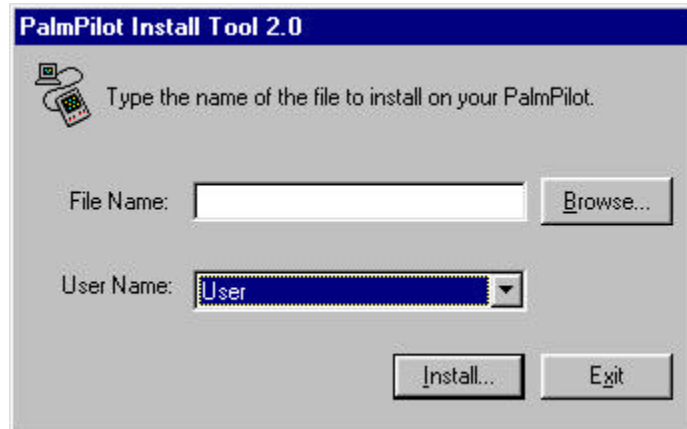 PalmPilot Install Tool 2.0
Type the name of the file to install on your PalmPilot.
File Name:
Browse...
User Name:
User
Install...
Exit